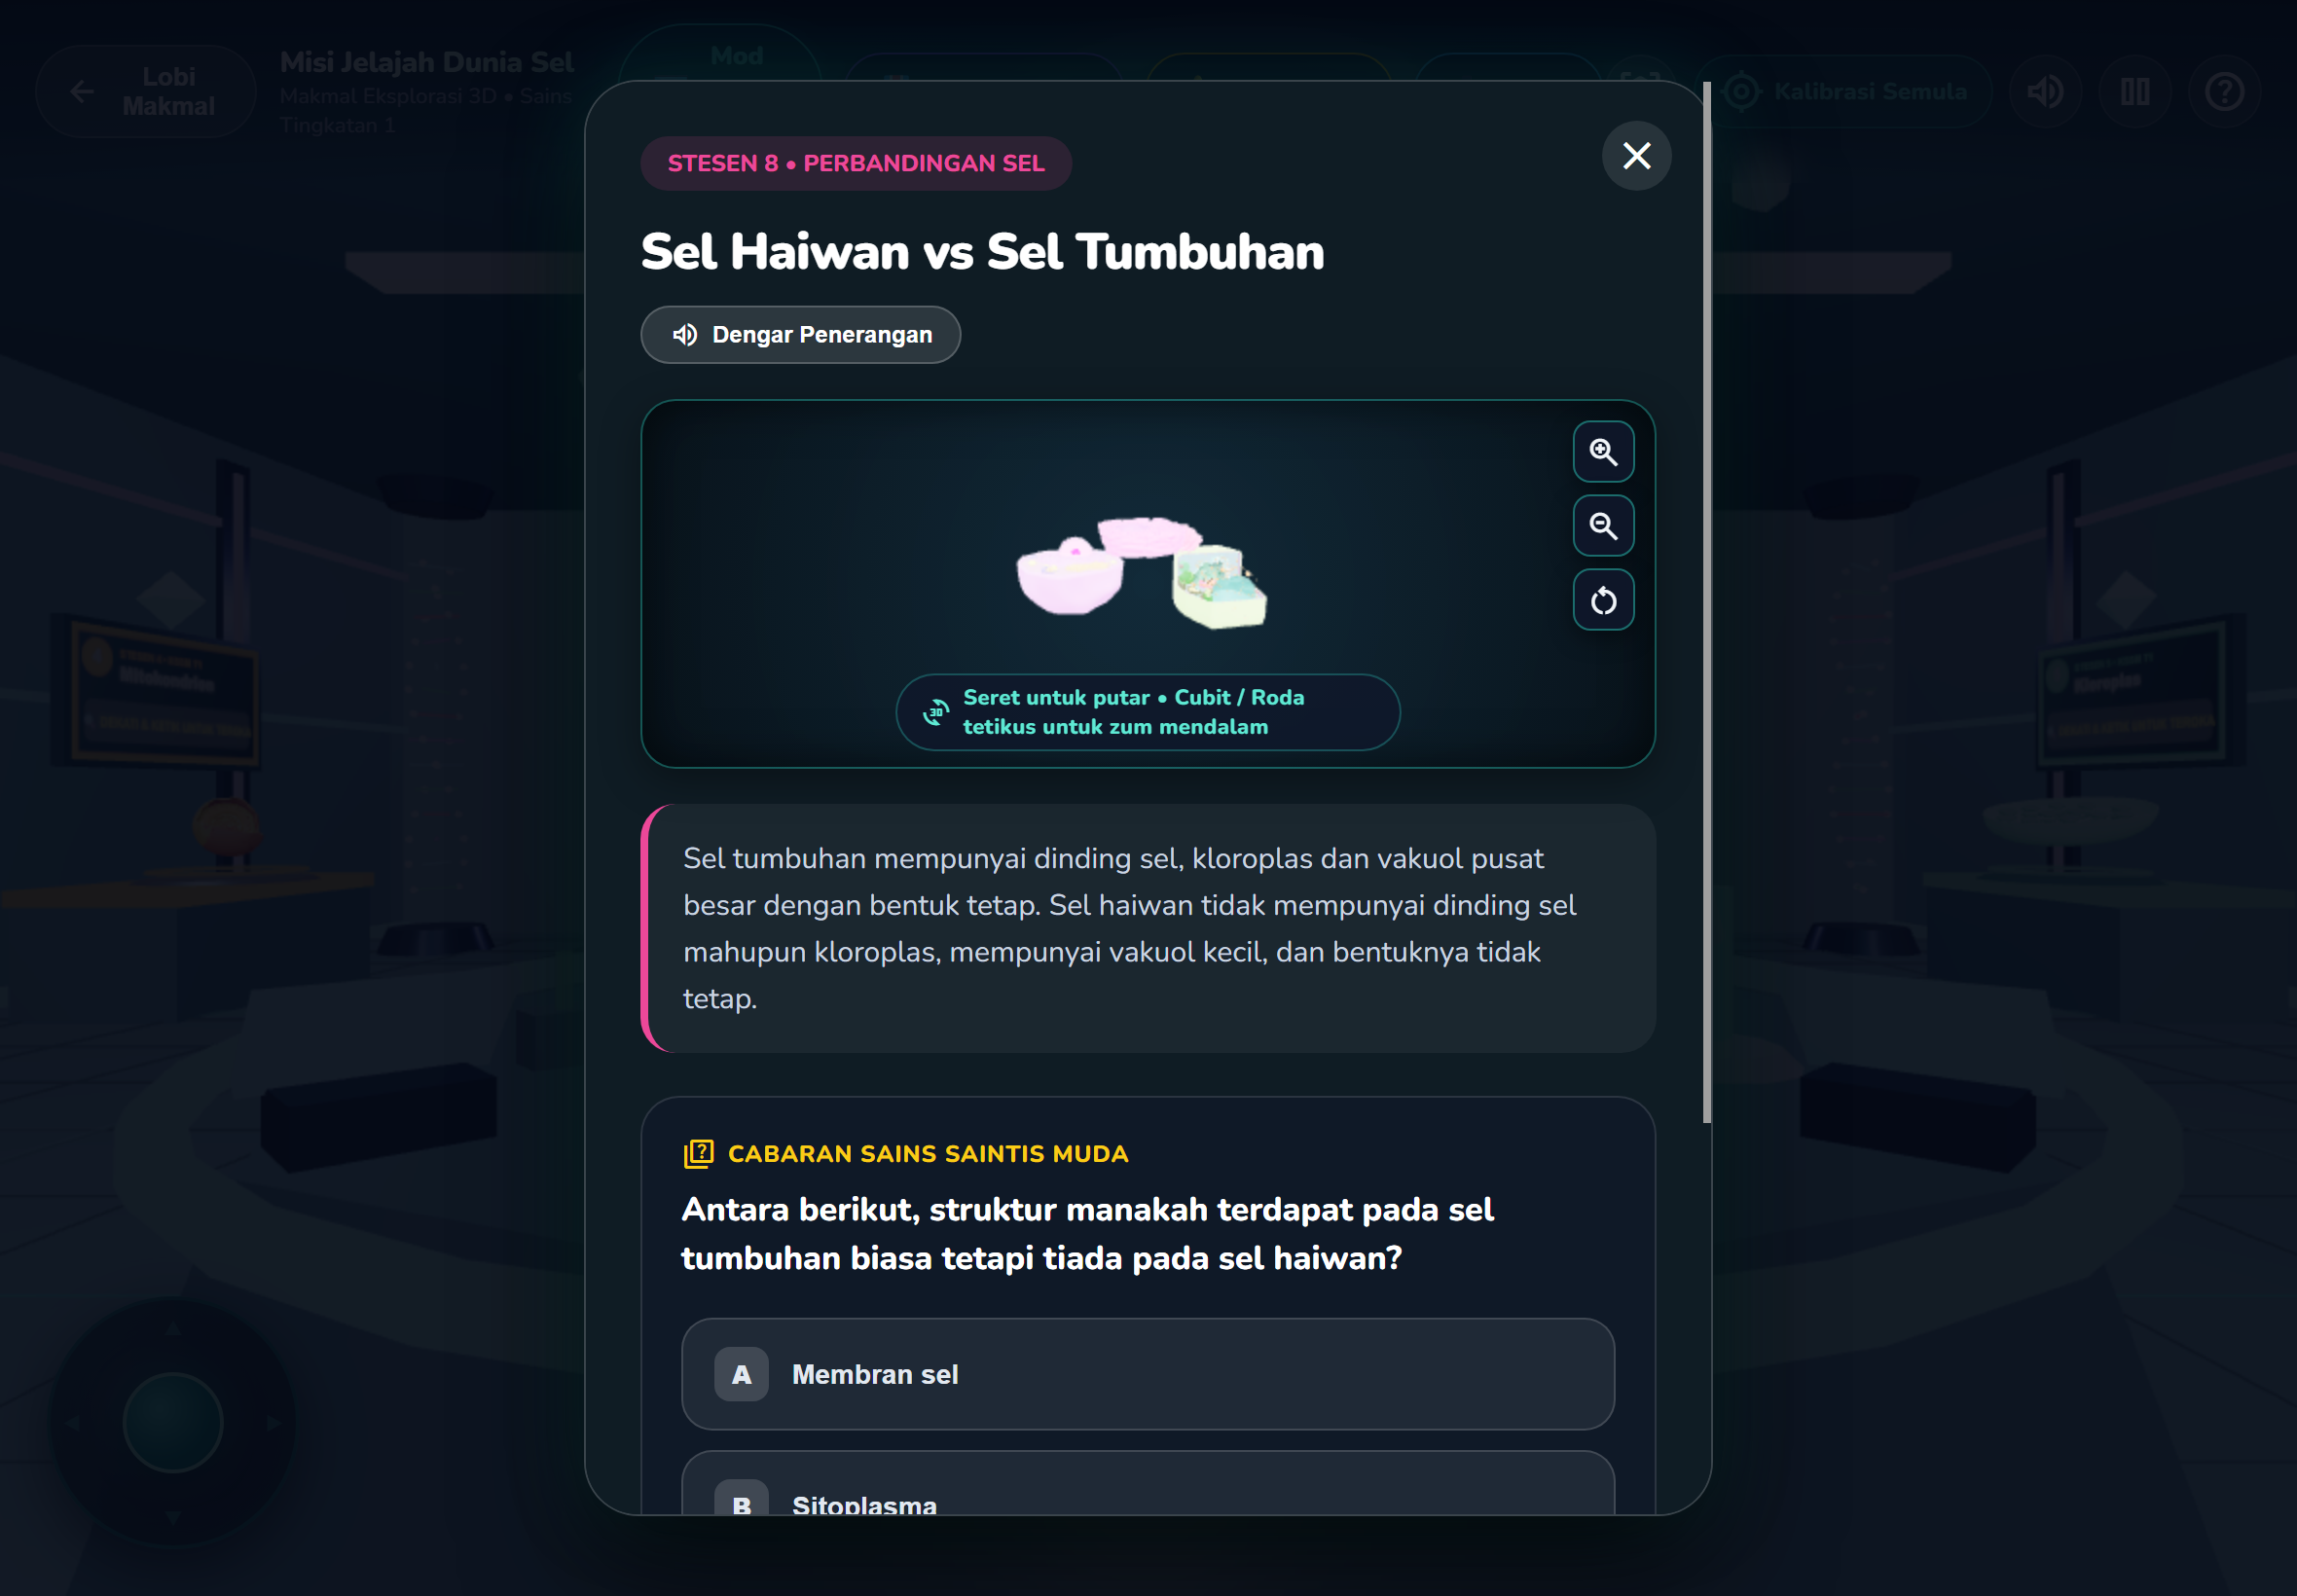 Lobi
Makmal
Misi Jelajah Dunia Sel
Makmal Eksplorasi 3D • Sains
Tingkatan 1
Mod
Kalibrasi Semula
STESEN 8 • PERBANDINGAN SEL
Sel Haiwan vs Sel Tumbuhan
Dengar Penerangan
Seret untuk putar • Cubit / Roda
tetikus untuk zum mendalam
Mitokondrion
Kloroplas
Sel tumbuhan mempunyai dinding sel, kloroplas dan vakuol pusat
besar dengan bentuk tetap. Sel haiwan tidak mempunyai dinding sel
mahupun kloroplas, mempunyai vakuol kecil, dan bentuknya tidak
tetap.
CABARAN SAINS SAINTIS MUDA
Antara berikut, struktur manakah terdapat pada sel
tumbuhan biasa tetapi tiada pada sel haiwan?
A Membran sel
B Sitoplasma